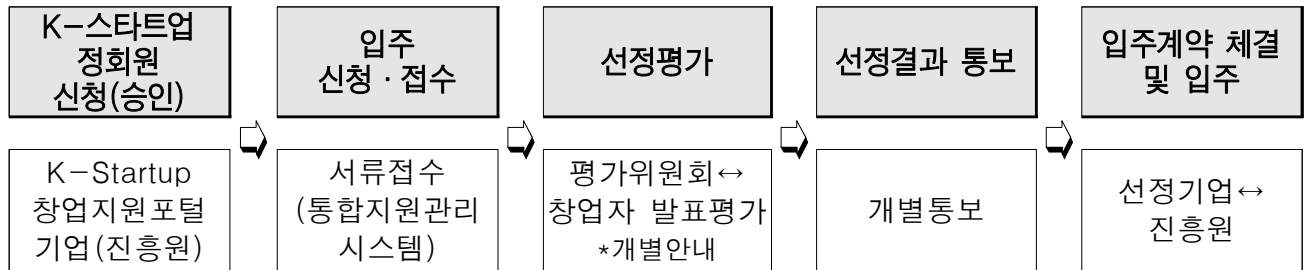 K-스타트업
정회원
신청(승인)
입주
신청 · 접수
선정평가
선정결과 통보
입주계약 체결
및 입주
K-Startup
창업지원포털
기업(진흥원)
서류접수
(통합지원관리
시스템)
평가위원회↔
창업자 발표평가
*개별안내
개별통보
선정기업↔
진흥원